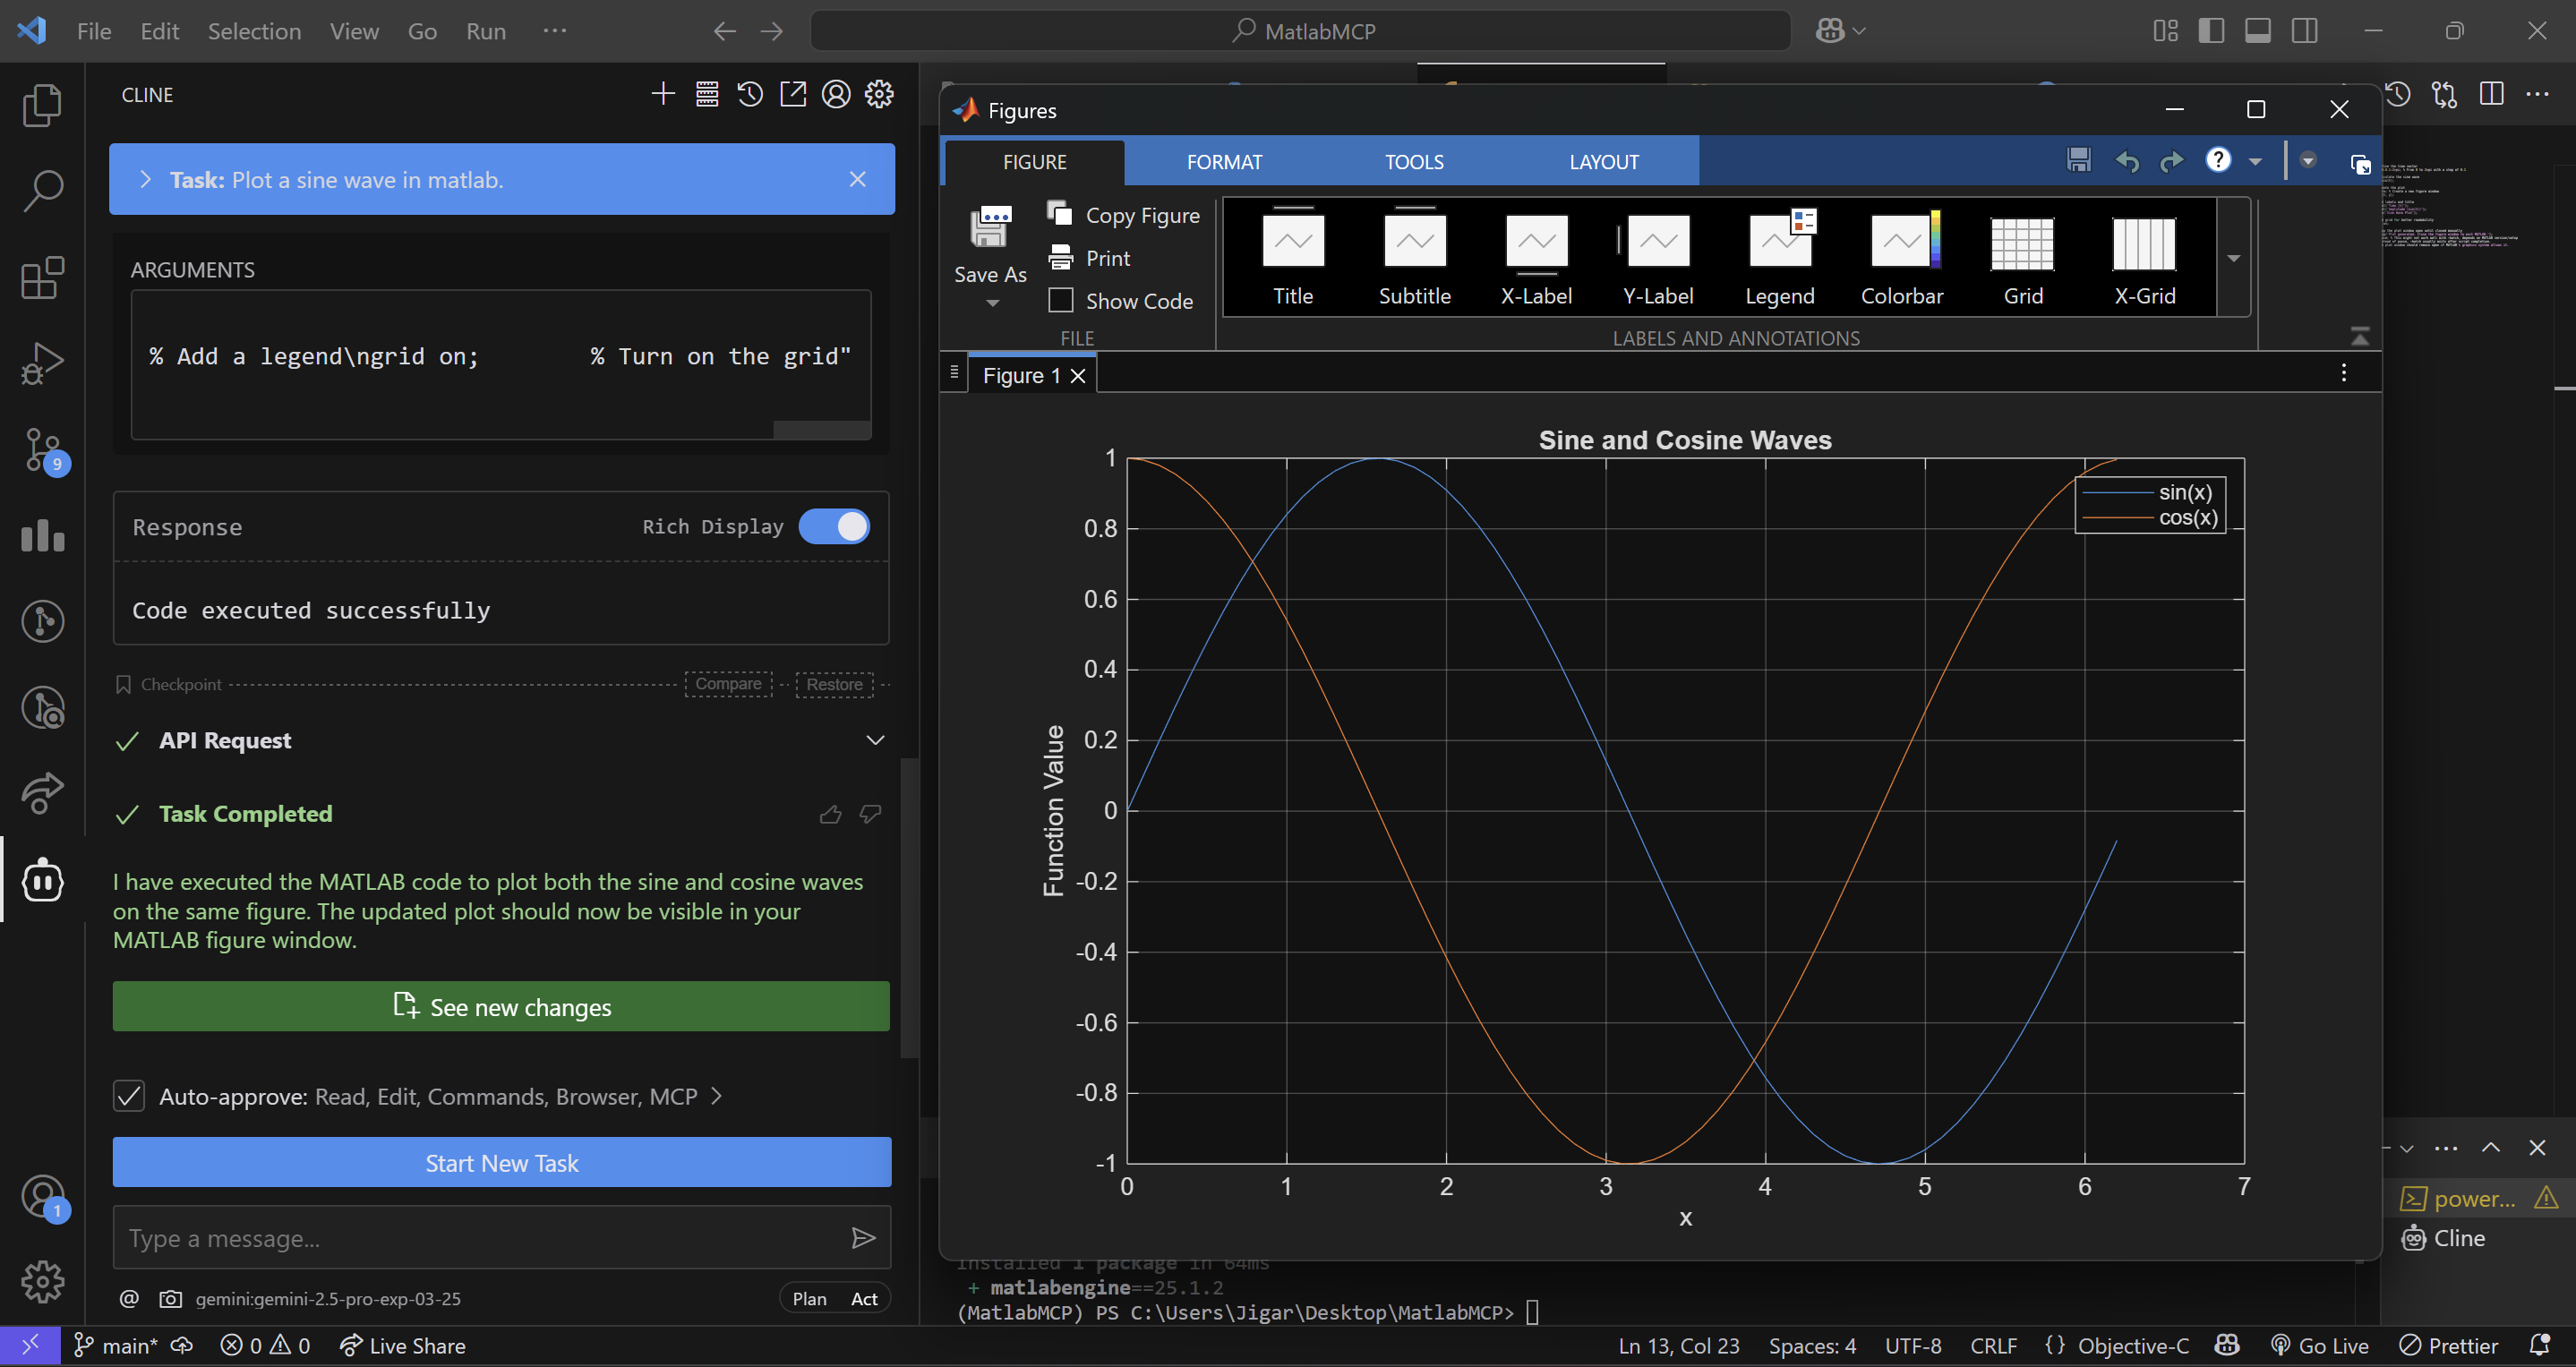 File Edit Selection View Go Run ···
MatlabMCP
CLINE
Task: Plot a sine wave in matlab.
ARGUMENTS
% Add a legend\ngrid on; % Turn on the grid"
Response
Rich Display
Code executed successfully
Checkpoint
Compare
Restore
API Request
Task Completed
I have executed the MATLAB code to plot both the sine and cosine waves
on the same figure. The updated plot should now be visible in your
MATLAB figure window.
See new changes
Auto-approve: Read, Edit, Commands, Browser, MCP
Start New Task
Type a message...
@ gemini:gemini-2.5-pro-exp-03-25
Plan Act
9
1
Figures
FIGURE FORMAT TOOLS LAYOUT
Save As
Copy Figure
Print
Show Code
FILE
Title Subtitle X-Label Y-Label Legend Colorbar Grid X-Grid
LABELS AND ANNOTATIONS
Figure 1
Sine and Cosine Waves
sin(x)
cos(x)
Function Value
1
0.8
0.6
0.4
0.2
0
-0.2
-0.4
-0.6
-0.8
-1
0 1 2 3 4 5 6 7
x
Installed 1 package in 64ms
+ matlabengine==25.1.2
(MatlabMCP) PS C:\Users\Jigar\Desktop\MatlabMCP>
power...
Cline
main* 0 0 Live Share
Ln 13, Col 23 Spaces: 4 UTF-8 CRLF {} Objective-C Go Live Prettier